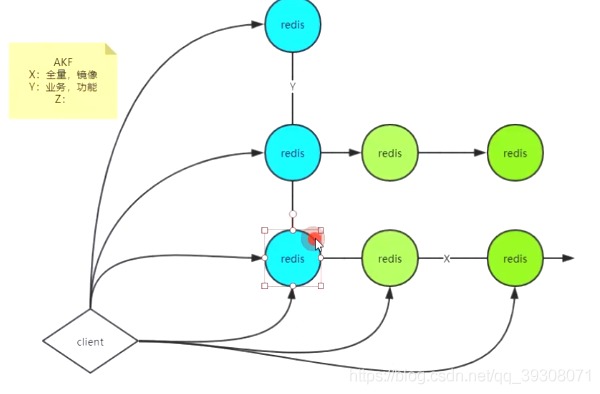 redis
AKF
X：全量，镜像
Y：业务，功能
Z：
Y
redis
redis
redis
redis
redis
X
redis
client
https://blog.csdn.net/qq_39308071